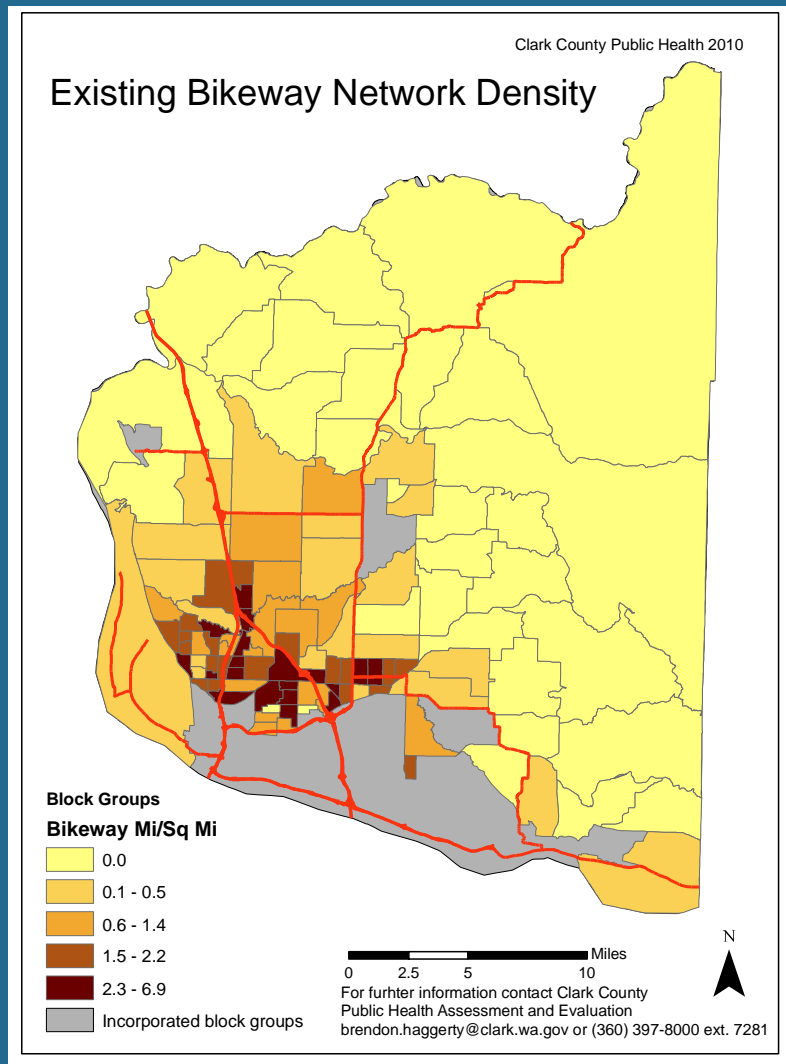 Clark County Public Health 2010
Existing Bikeway Network Density
Block Groups
Bikeway Mi/Sq Mi
0.0
0.1 - 0.5
0.6 - 1.4
1.5 - 2.2
2.3 - 6.9
Incorporated block groups
Miles
0 2.5 5 10
For furhter information contact Clark County
Public Health Assessment and Evaluation
brendon.haggerty@clark.wa.gov or (360) 397-8000 ext. 7281
N